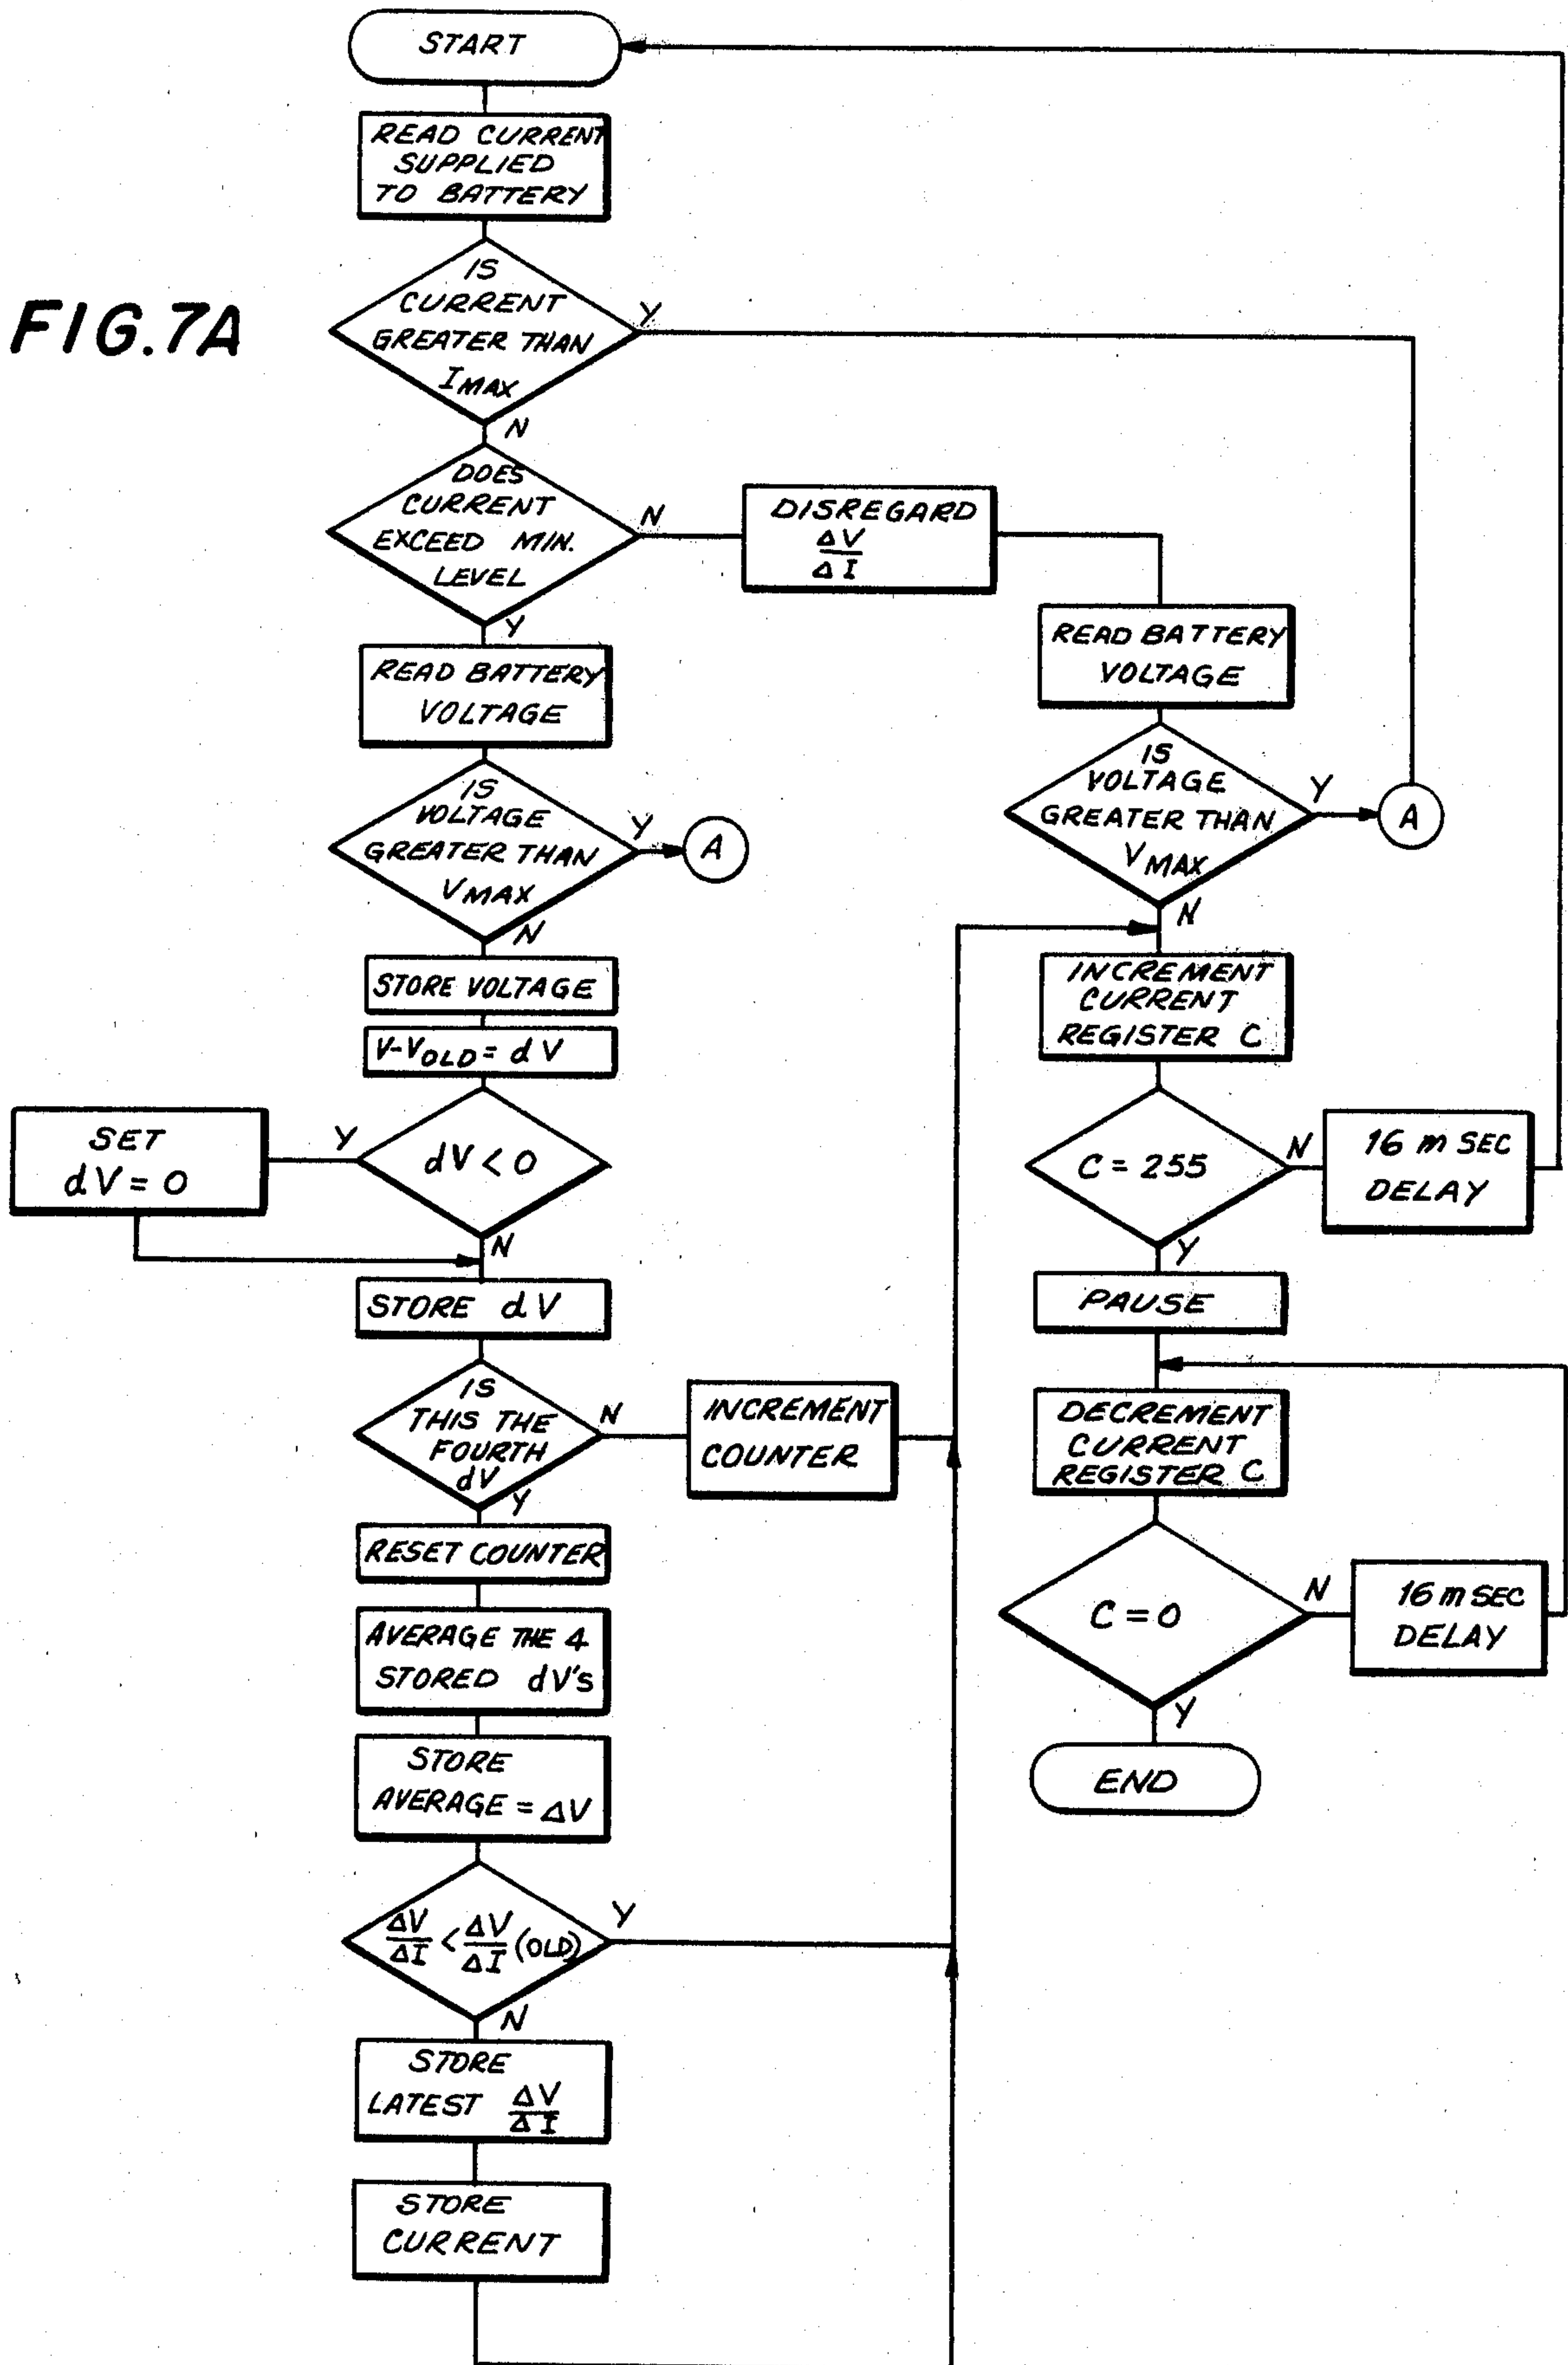 START
READ CURRENT
SUPPLIED
TO BATTERY
FIG.7A
IS
CURRENT
GREATER THAN
IMAX
Y
N
DOES
CURRENT
EXCEED MIN.
LEVEL
N
Y
DISREGARD
ΔV
ΔI
READ BATTERY
VOLTAGE
IS
VOLTAGE
GREATER THAN
VMAX
Y
A
N
STORE VOLTAGE
V-VOLD = dV
dV < 0
Y
N
SET
dV = 0
STORE dV
IS
THIS THE
FOURTH
dV
N
Y
INCREMENT
COUNTER
RESET COUNTER
AVERAGE THE 4
STORED dV'S
STORE
AVERAGE = ΔV
ΔV/ΔI < ΔV/ΔI (OLD)
Y
N
STORE
LATEST ΔV/ΔI
STORE
CURRENT
READ BATTERY
VOLTAGE
IS
VOLTAGE
GREATER THAN
VMAX
Y
A
N
INCREMENT
CURRENT
REGISTER C
C = 255
N
Y
16 m SEC
DELAY
PAUSE
DECREMENT
CURRENT
REGISTER C
C = 0
N
Y
16 m SEC
DELAY
END